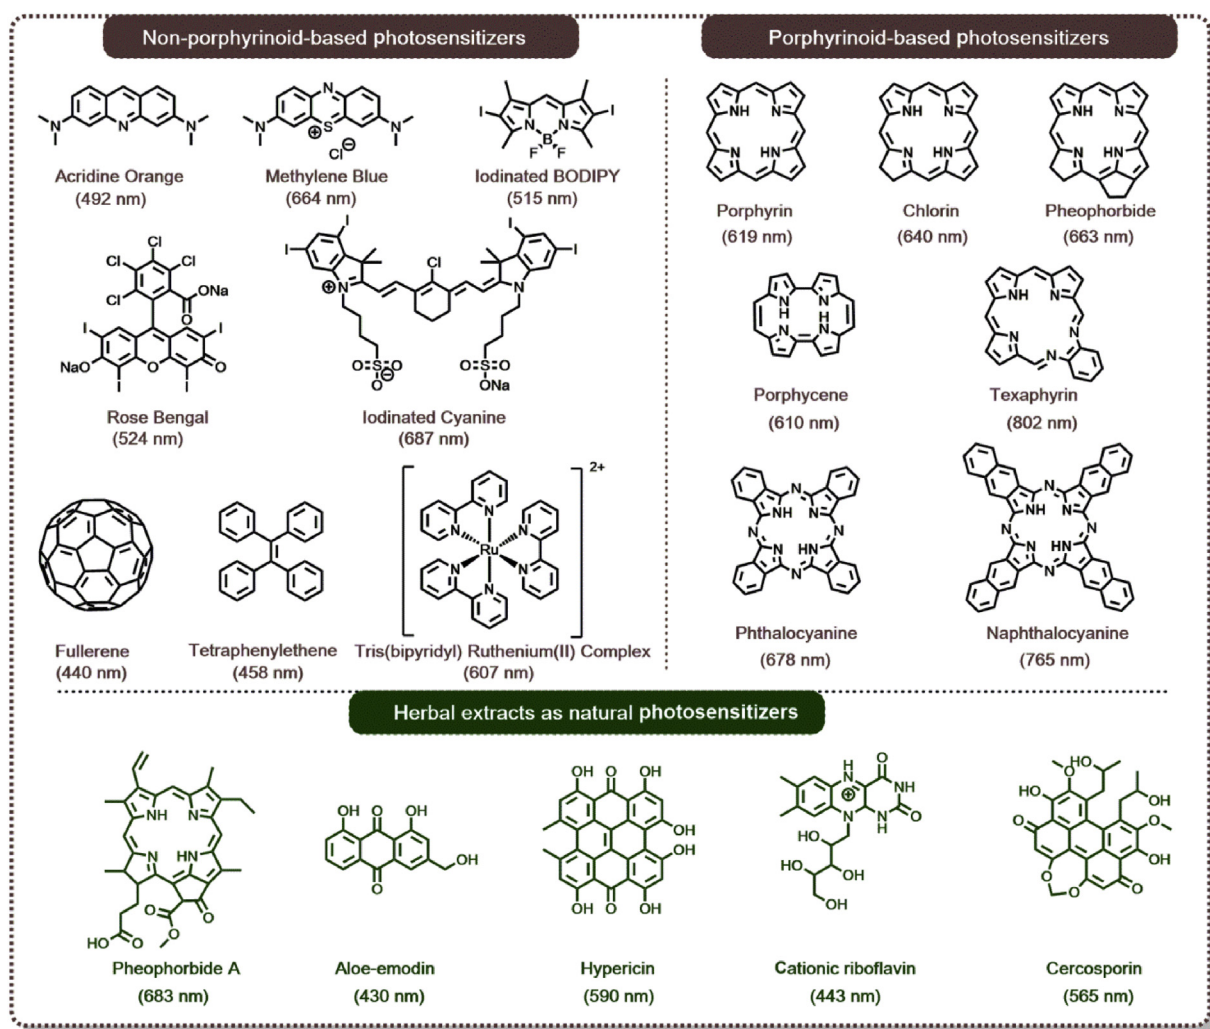 Non-porphyrinoid-based photosensitizers
Acridine Orange
(492 nm)
Methylene Blue
(664 nm)
Iodinated BODIPY
(515 nm)
Rose Bengal
(524 nm)
Iodinated Cyanine
(687 nm)
Fullerene
(440 nm)
Tetraphenylethene
(458 nm)
Tris(bipyridyl) Ruthenium(II) Complex
(607 nm)
Porphyrinoid-based photosensitizers
Porphyrin
(619 nm)
Chlorin
(640 nm)
Pheophorbide
(663 nm)
Porphycene
(610 nm)
Texaphyrin
(802 nm)
Phthalocyanine
(678 nm)
Naphthalocyanine
(765 nm)
Herbal extracts as natural photosensitizers
Pheophorbide A
(683 nm)
Aloe-emodin
(430 nm)
Hypericin
(590 nm)
Cationic riboflavin
(443 nm)
Cercosporin
(565 nm)